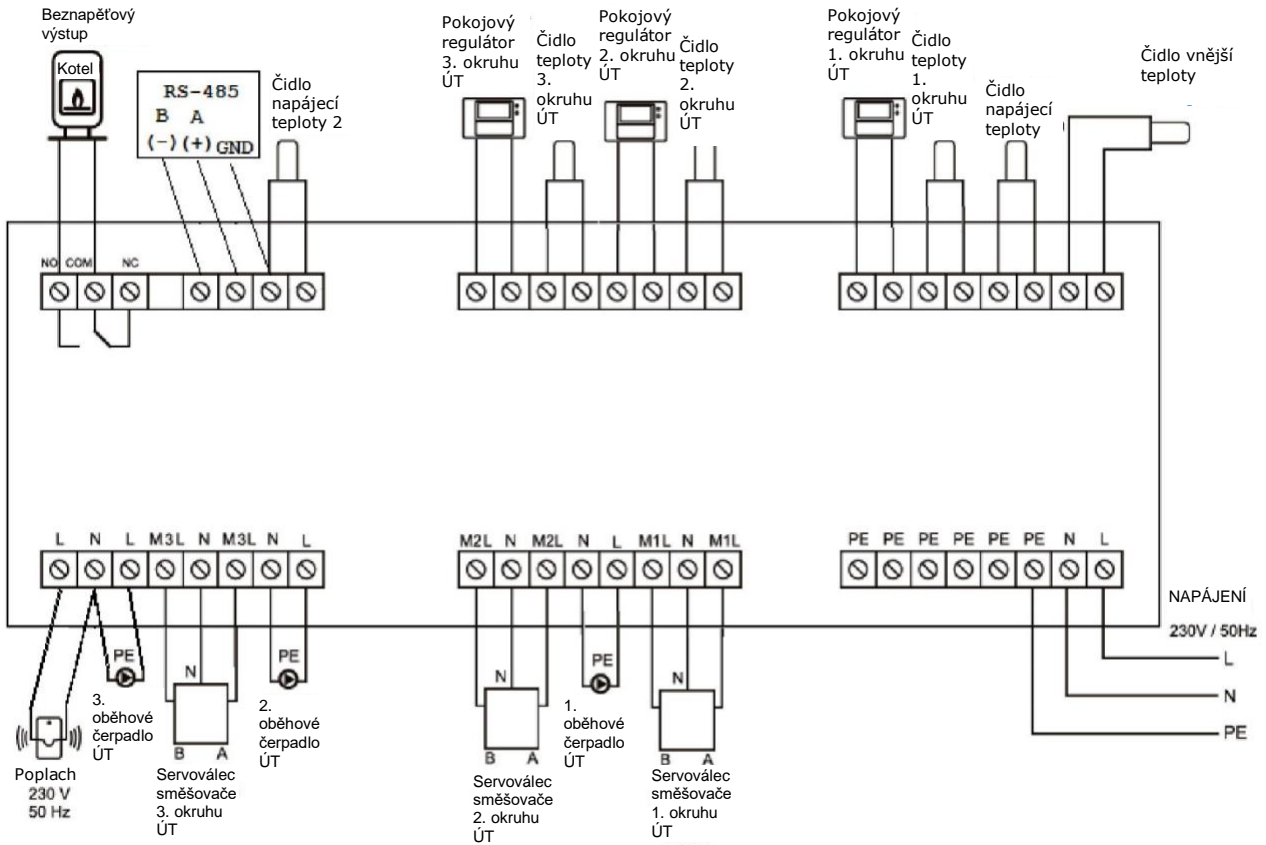 Beznapěťový
výstup
Kotel
RS-485
B A
(-) (+) GND
Čidlo
napájecí
teploty 2
Pokojový
regulátor
3. okruhu
ÚT
Čidlo
teploty
3.
okruhu
ÚT
Pokojový
regulátor
2. okruhu
ÚT
Čidlo
teploty
2.
okruhu
ÚT
Pokojový
regulátor
1. okruhu
ÚT
Čidlo
teploty
1.
okruhu
ÚT
Čidlo
napájecí
teploty
Čidlo vnější
teploty
NO COM NC
L N L M3L N M3L N L
M2L N M2L N L M1L N M1L
PE PE PE PE PE PE N L
NAPÁJENÍ
230V / 50Hz
L
N
PE
Poplach
230 V
50 Hz
PE
3.
oběhové
čerpadlo
ÚT
N
B A
Servoválec
směšovače
3. okruhu
ÚT
PE
2.
oběhové
čerpadlo
ÚT
N
B A
Servoválec
směšovače
2. okruhu
ÚT
PE
1.
oběhové
čerpadlo
ÚT
N
B A
Servoválec
směšovače
1. okruhu
ÚT